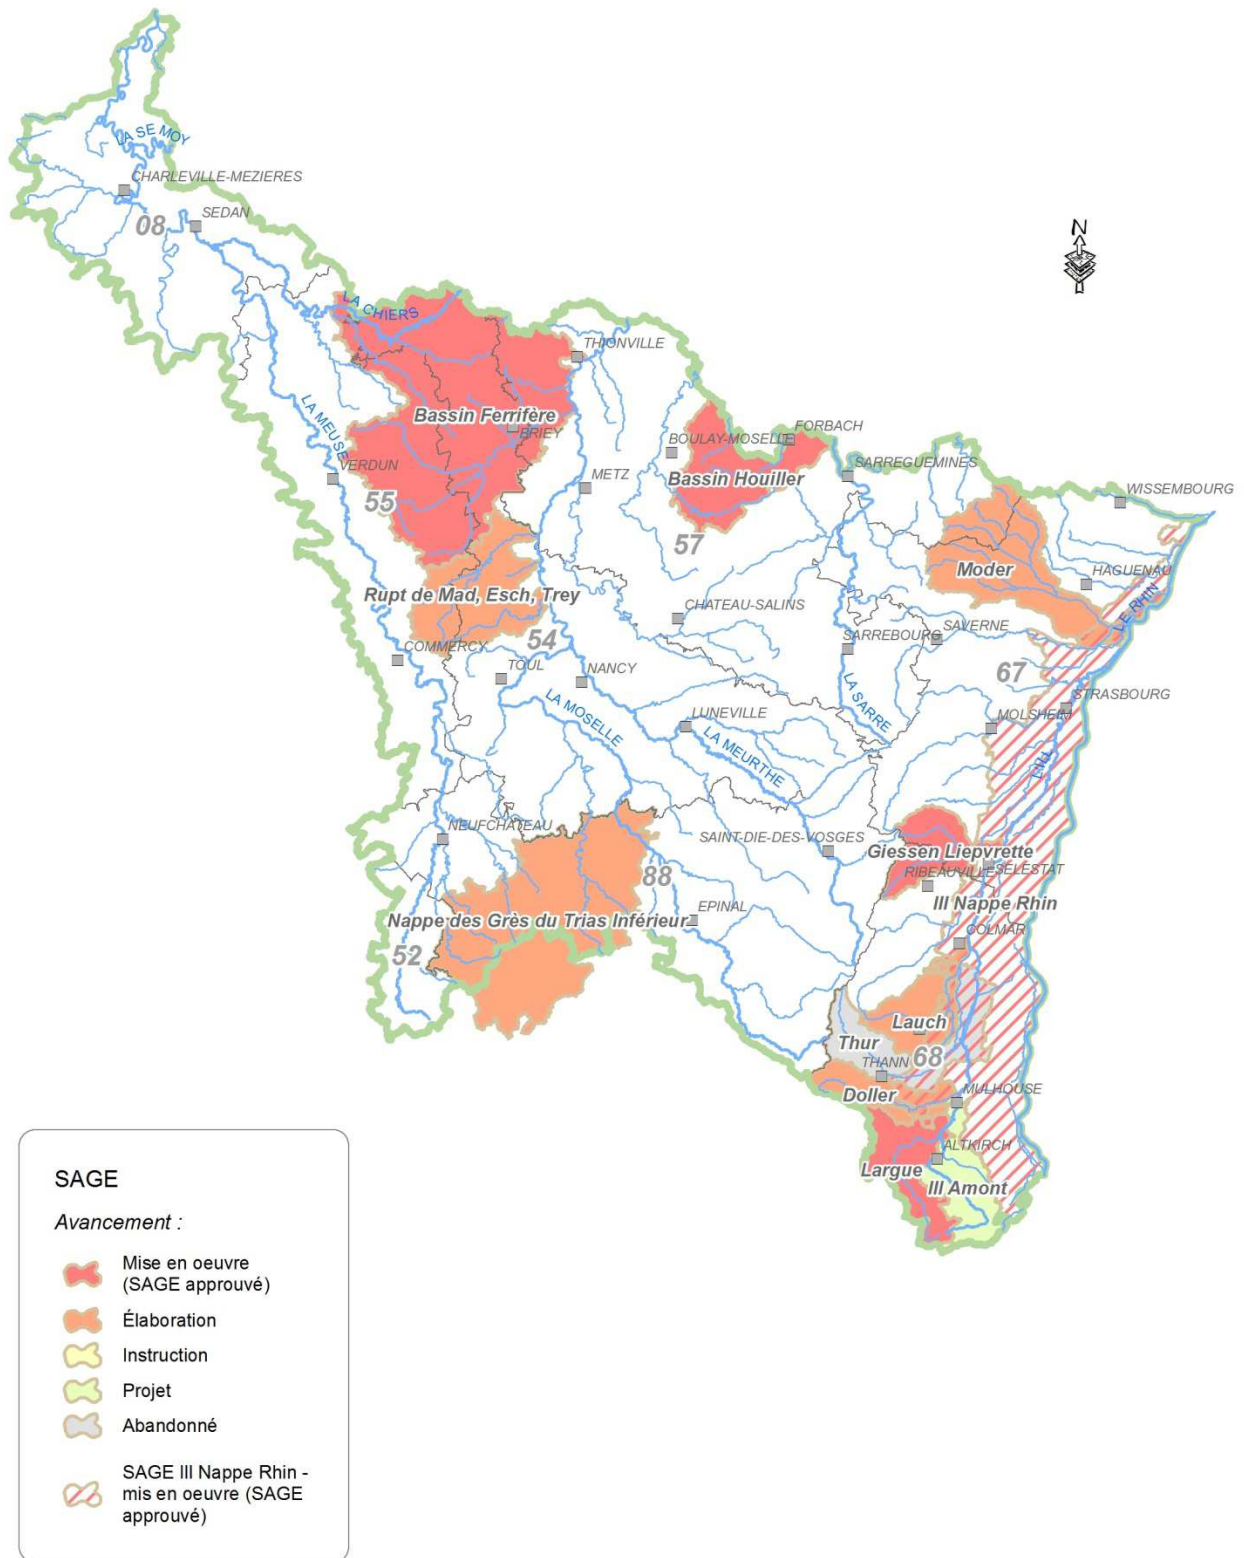 N
LA SE MOY
CHARLEVILLE-MEZIERES
08
SEDAN
LA CHIERS
THIONVILLE
LA MEUSE
Bassin Ferrifère
BRIEY
BOULAY-MOSELLE
FORBACH
VERDUN
METZ
Bassin Houiller
SARREGUEMINES
WISSEMBOURG
55
57
Moder
HAGUENAU
Rupt de Mad, Esch, Trey
CHATEAU-SALINS
LE RHIN
54
SARREBOURG
SAVERNE
COMMERCY
TOUL
NANCY
67
LA SARRE
STRASBOURG
LA MOSELLE
LUNEVILLE
LA MEURTHE
MOLSHEIM
L'ILL
NEUFCHATEAU
SAINT-DIE-DES-VOSGES
Giessen Liepvrette
88
RIBEAUVILLE
SELESTAT
Ill Nappe Rhin
Nappe des Grès du Trias Inférieur
EPINAL
COLMAR
52
Lauch
Thur
68
THANN
Doller
MULHOUSE
ALTKIRCH
Largue
Ill Amont
SAGE
Avancement :
Mise en oeuvre
(SAGE approuvé)
Élaboration
Instruction
Projet
Abandonné
SAGE Ill Nappe Rhin -
mis en oeuvre (SAGE
approuvé)